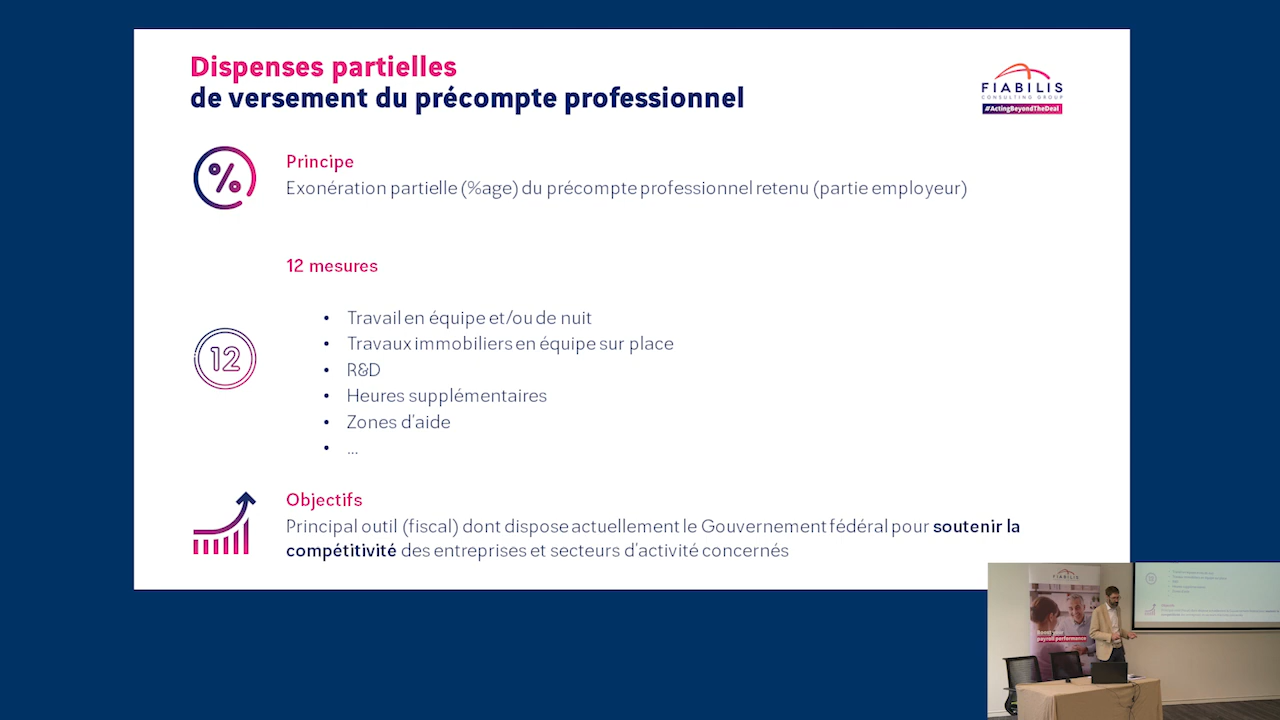 Dispenses partielles
de versement du précompte professionnel
FIABILIS
CONSULTING GROUP
#ActingBeyondTheDeal
Principe
Exonération partielle (%age) du précompte professionnel retenu (partie employeur)
12 mesures
12
• Travail en équipe et/ou de nuit
• Travaux immobiliers en équipe sur place
• R&D
• Heures supplémentaires
• Zones d'aide
• ...
Objectifs
Principal outil (fiscal) dont dispose actuellement le Gouvernement fédéral pour soutenir la
compétitivité des entreprises et secteurs d'activité concernés
FIABILIS
payroll performance